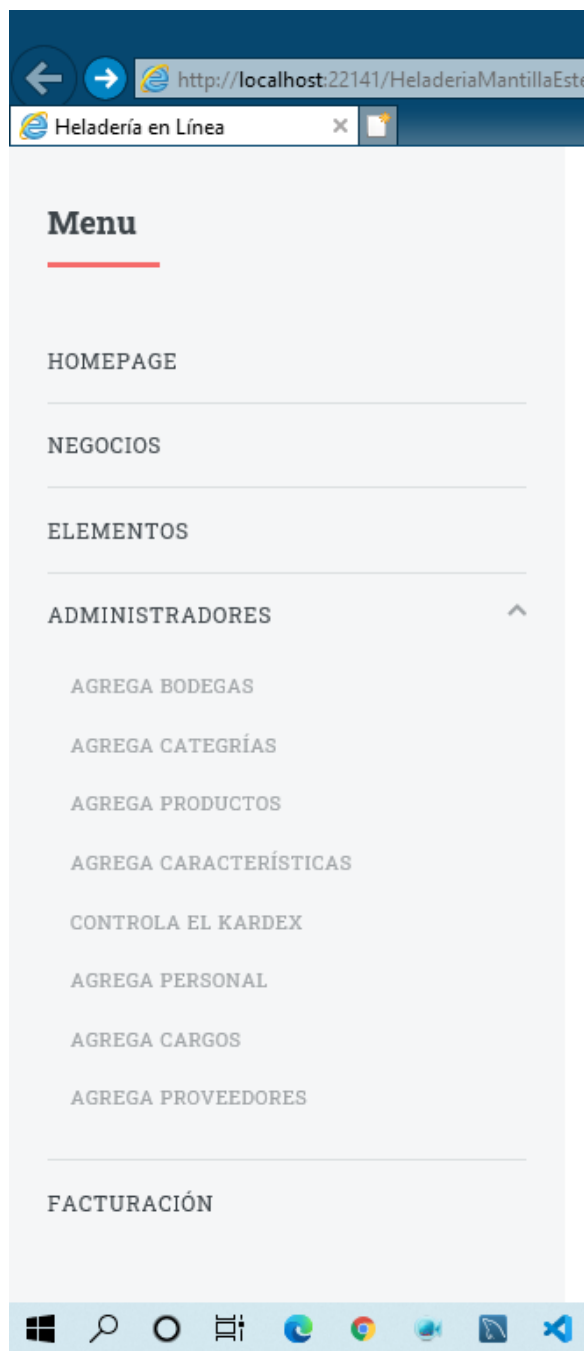 http://localhost:22141/HeladeriaMantillaEste
Heladería en Línea
Menu
HOMEPAGE
NEGOCIOS
ELEMENTOS
ADMINISTRADORES
AGREGA BODEGAS
AGREGA CATEGRÍAS
AGREGA PRODUCTOS
AGREGA CARACTERÍSTICAS
CONTROLA EL KARDEX
AGREGA PERSONAL
AGREGA CARGOS
AGREGA PROVEEDORES
FACTURACIÓN